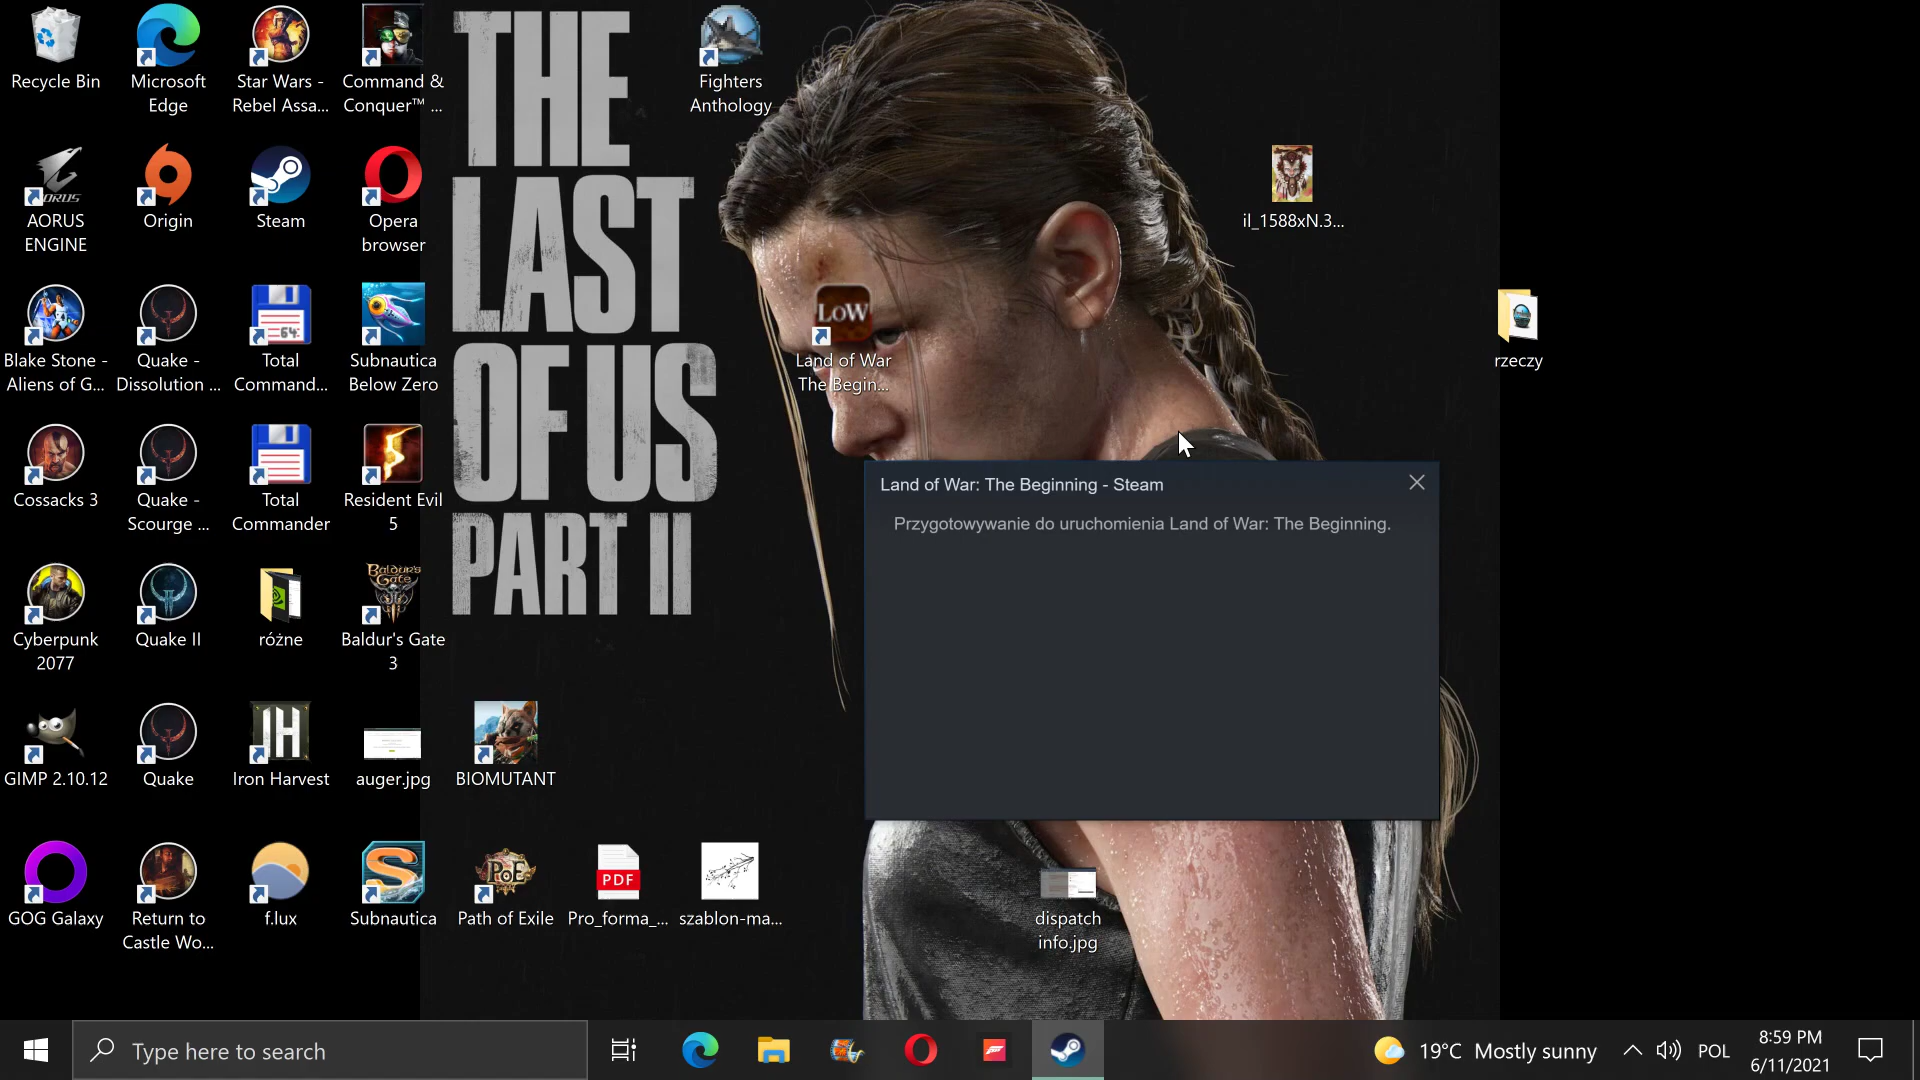 THE
LAST
OF US
PART II
Recycle Bin
Microsoft
Edge
Star Wars -
Rebel Assa...
Command &
Conquer™ ...
Fighters
Anthology
AORUS
ENGINE
Origin
Steam
Opera
browser
il_1588xN.3...
Blake Stone -
Aliens of G...
Quake -
Dissolution ...
64
Total
Command...
Subnautica
Below Zero
LoW
Land of War
The Begin...
rzeczy
Cossacks 3
Quake -
Scourge ...
Total
Commander
Resident Evil
5
Land of War: The Beginning - Steam
Przygotowywanie do uruchomienia Land of War: The Beginning.
Cyberpunk
2077
Quake II
różne
Baldur's Gate
3
GIMP 2.10.12
Quake
IH
Iron Harvest
auger.jpg
BIOMUTANT
GOG Galaxy
Return to
Castle Wo...
f.lux
Subnautica
PoE
Path of Exile
PDF
Pro_forma_...
szablon-ma...
dispatch
info.jpg
Type here to search
19°C Mostly sunny
POL
8:59 PM
6/11/2021